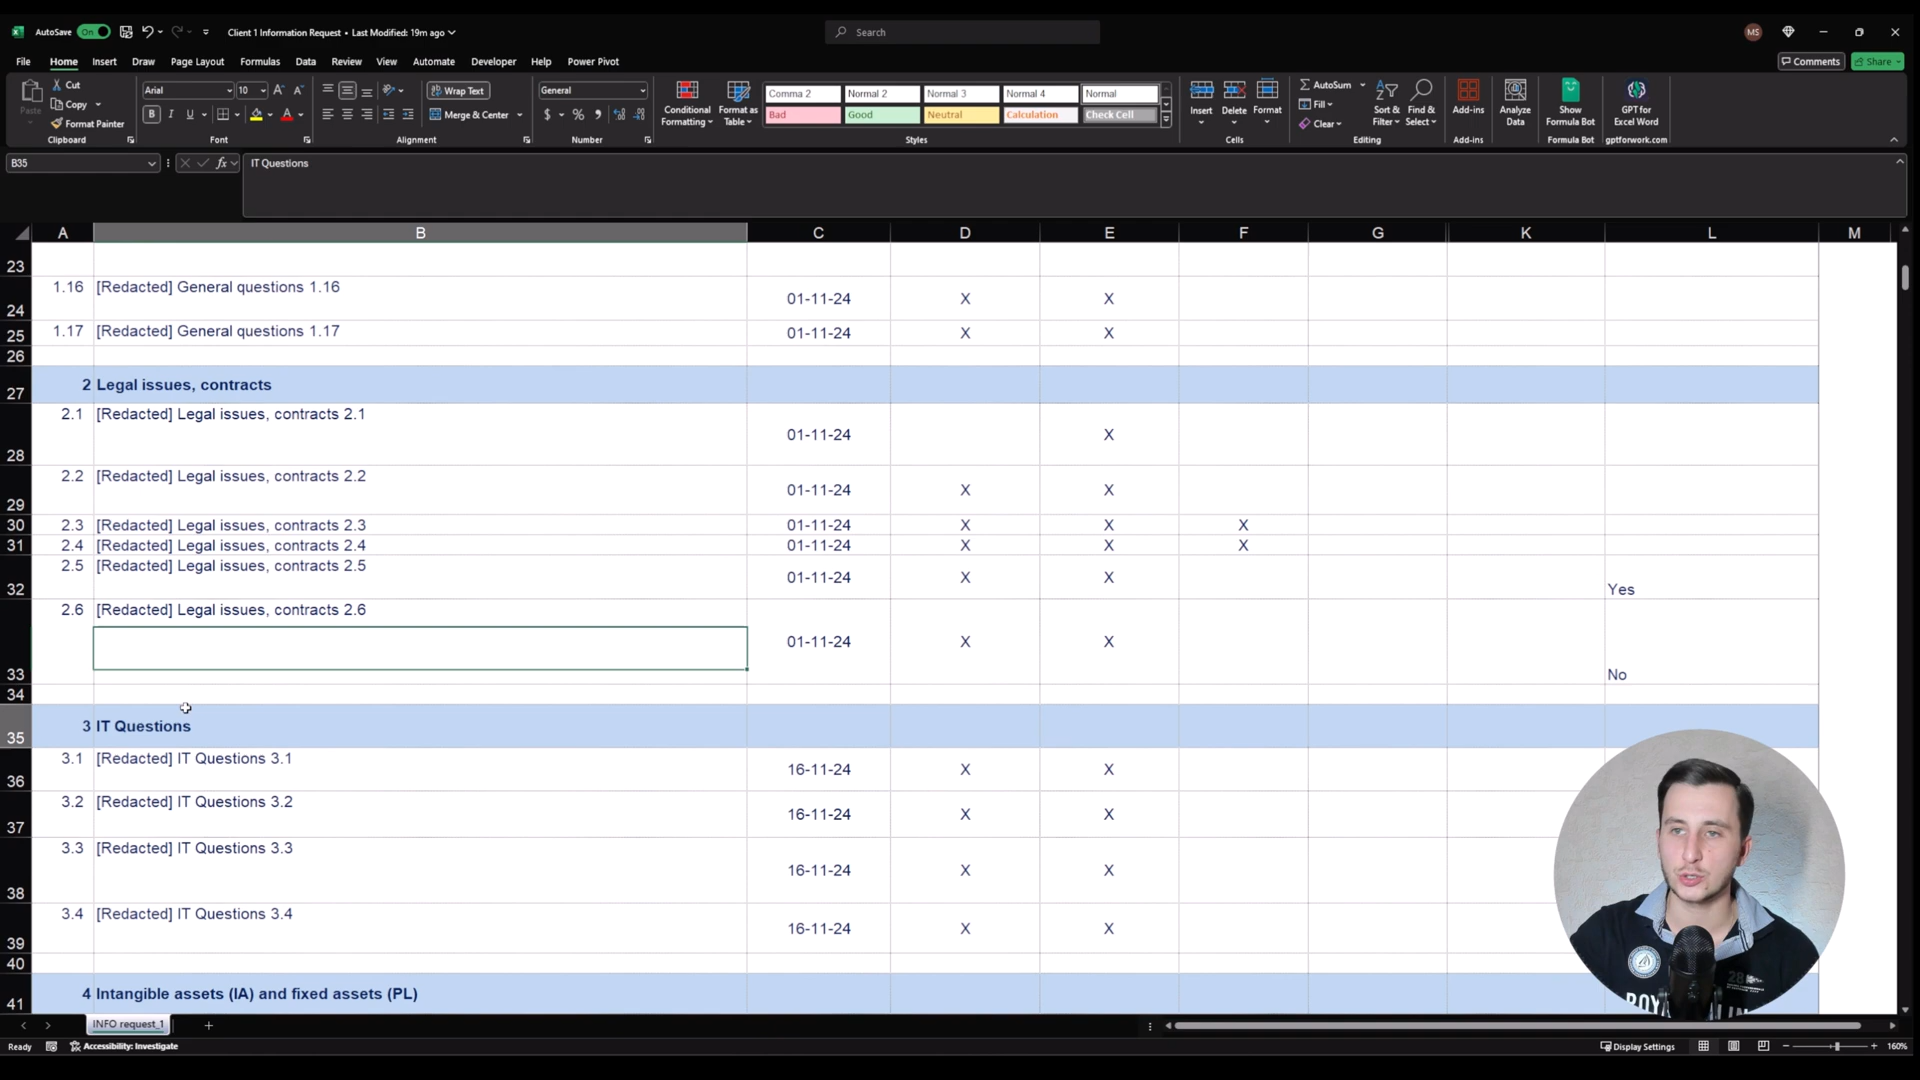 AutoSave On Client 1 Information Request • Last Modified: 19m ago Search MS
File Home Insert Draw Page Layout Formulas Data Review View Automate Developer Help Power Pivot Comments Share
Paste Cut Copy Format Painter
Arial 10 B I U
Wrap Text Merge & Center
General $ % ,
Conditional Formatting Format as Table
Comma 2 Normal 2 Normal 3 Normal 4 Normal
Bad Good Neutral Calculation Check Cell
Insert Delete Format
AutoSum Fill Clear Sort & Filter Find & Select
Add-ins Analyze Data Show Formula Bot GPT for Excel Word
Clipboard Font Alignment Number Styles Cells Editing Add-ins Formula Bot gptforwork.com
B35 fx IT Questions
A B C D E F G K L M
23
24 1.16 [Redacted] General questions 1.16 01-11-24 X X
25 1.17 [Redacted] General questions 1.17 01-11-24 X X
26
27 2 Legal issues, contracts
28 2.1 [Redacted] Legal issues, contracts 2.1 01-11-24 X
29 2.2 [Redacted] Legal issues, contracts 2.2 01-11-24 X X
30 2.3 [Redacted] Legal issues, contracts 2.3 01-11-24 X X X
31 2.4 [Redacted] Legal issues, contracts 2.4 01-11-24 X X X
32 2.5 [Redacted] Legal issues, contracts 2.5 01-11-24 X X Yes
33 2.6 [Redacted] Legal issues, contracts 2.6 01-11-24 X X No
34
35 3 IT Questions
36 3.1 [Redacted] IT Questions 3.1 16-11-24 X X
37 3.2 [Redacted] IT Questions 3.2 16-11-24 X X
38 3.3 [Redacted] IT Questions 3.3 16-11-24 X X
39 3.4 [Redacted] IT Questions 3.4 16-11-24 X X
40
41 4 Intangible assets (IA) and fixed assets (PL)
28
INFO request_1
Ready Accessibility: Investigate Display Settings 160%